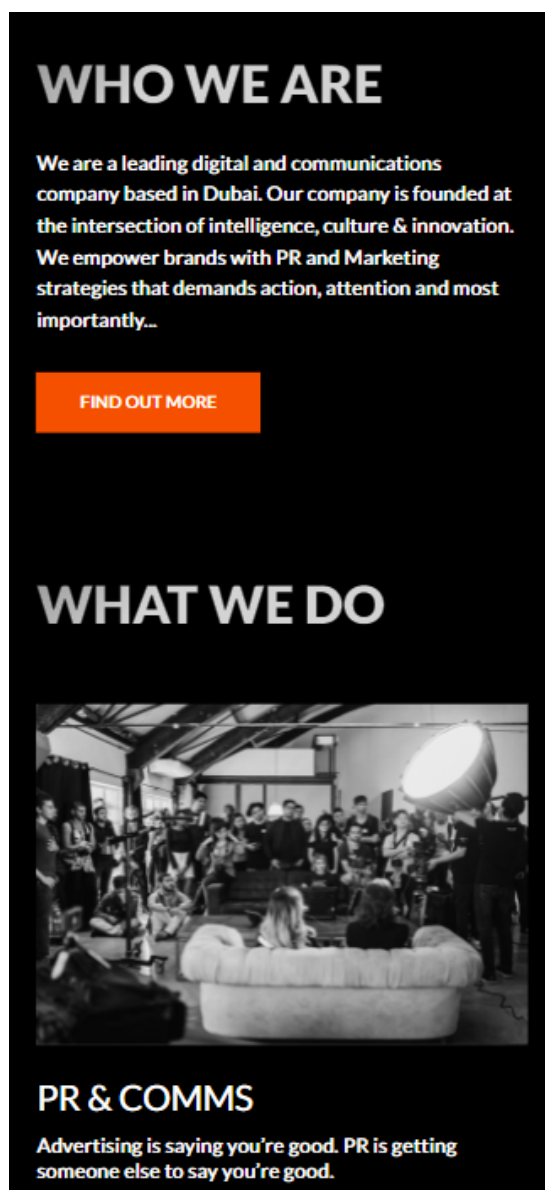 WHO WE ARE
We are a leading digital and communications
company based in Dubai. Our company is founded at
the intersection of intelligence, culture & innovation.
We empower brands with PR and Marketing
strategies that demands action, attention and most
importantly...
FIND OUT MORE
WHAT WE DO
PR & COMMS
Advertising is saying you’re good. PR is getting
someone else to say you’re good.